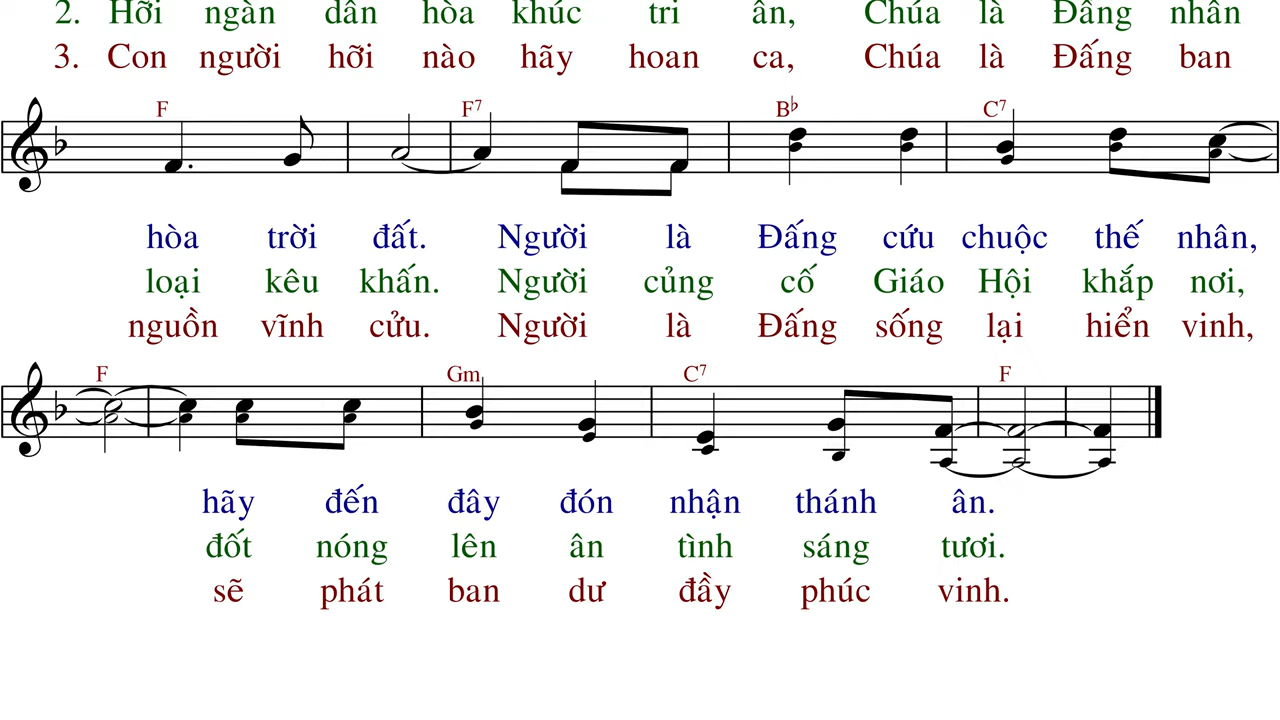 2. Hỡi ngàn dân hòa khúc tri ân, Chúa là Đấng nhân
3. Con người hỡi nào hãy hoan ca, Chúa là Đấng ban
F F7 B♭ C7
hòa trời đất. Người là Đấng cứu chuộc thế nhân,
loại kêu khấn. Người củng cố Giáo Hội khắp nơi,
nguồn vĩnh cửu. Người là Đấng sống lại hiển vinh,
F Gm C7 F
hãy đến đây đón nhận thánh ân.
đốt nóng lên ân tình sáng tươi.
sẽ phát ban dư đầy phúc vinh.